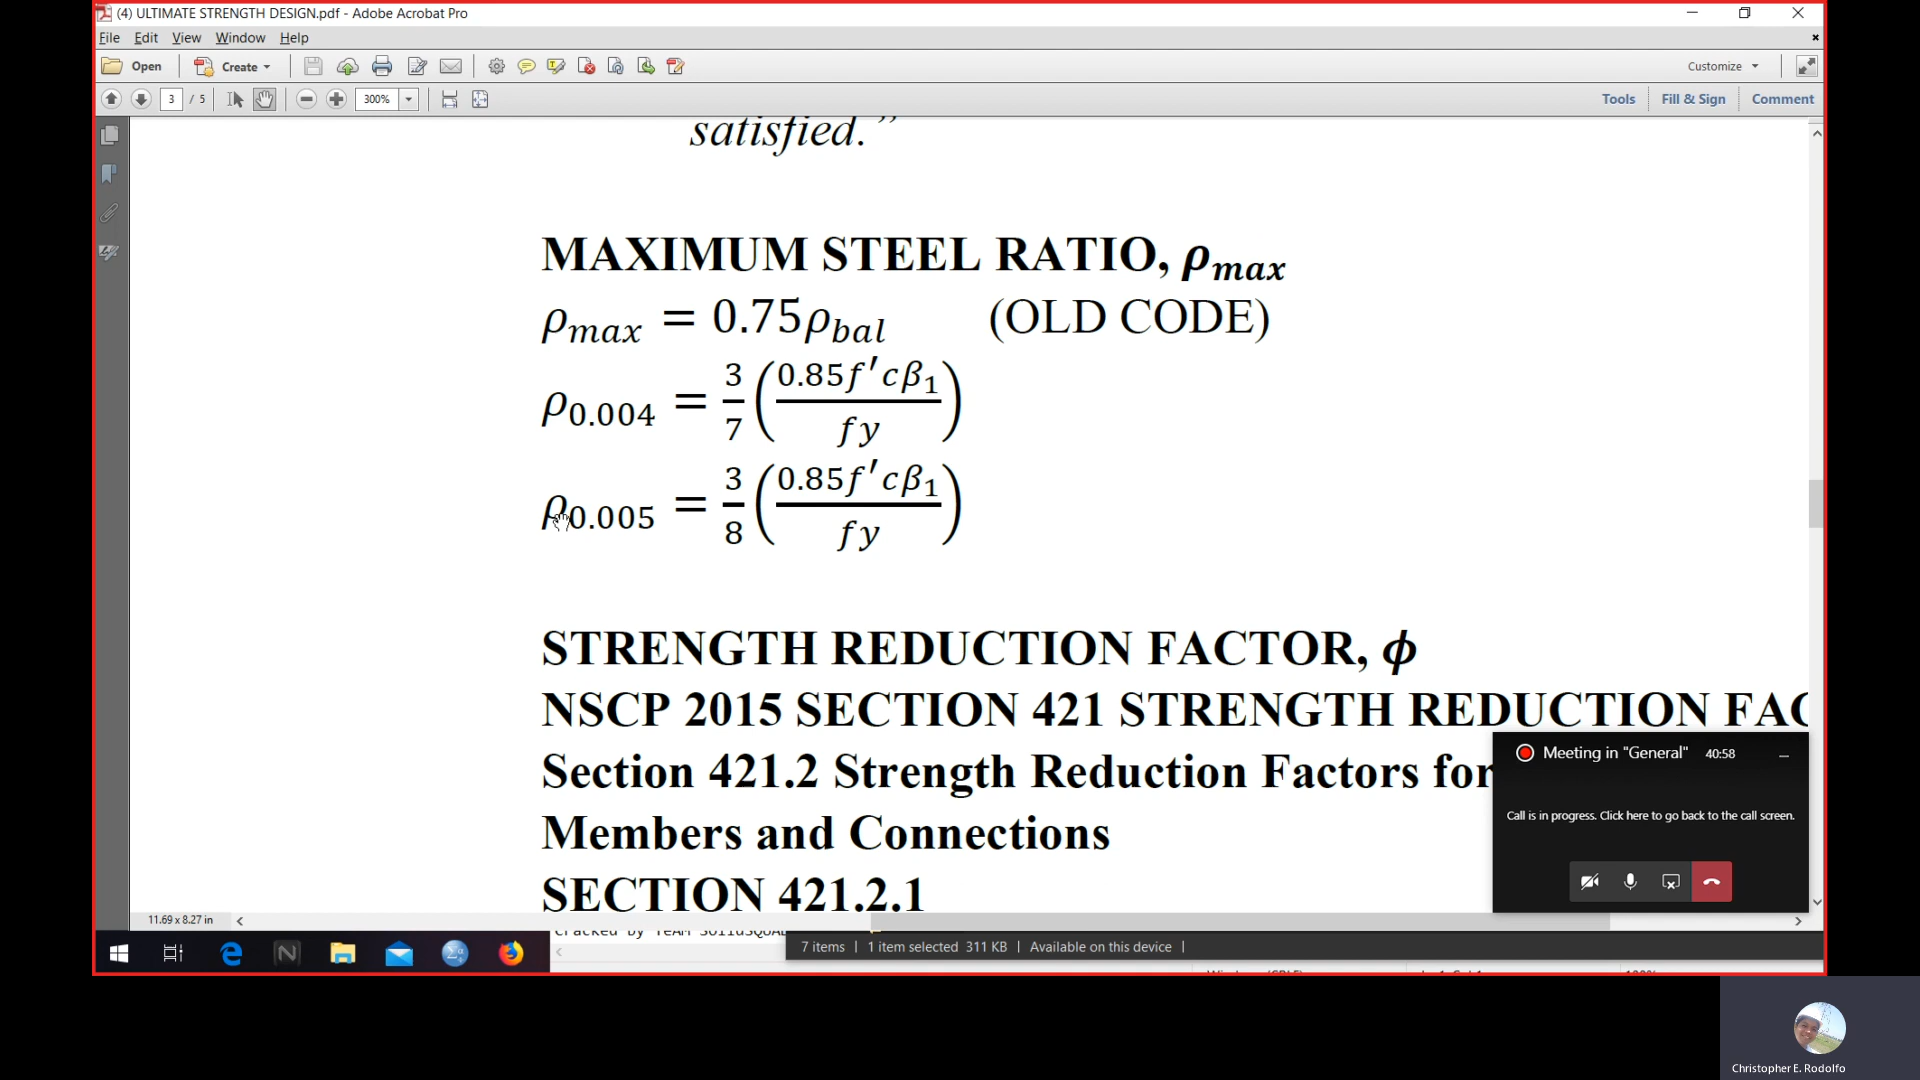 (4) ULTIMATE STRENGTH DESIGN.pdf - Adobe Acrobat Pro
File Edit View Window Help
Open Create Customize
3 / 5 300% Tools Fill & Sign Comment
satisfied.”
MAXIMUM STEEL RATIO, ρmax
ρmax = 0.75ρbal (OLD CODE)
ρ0.004 = 3/7 (0.85f′cβ1 / fy)
ρ0.005 = 3/8 (0.85f′cβ1 / fy)
STRENGTH REDUCTION FACTOR, ϕ
NSCP 2015 SECTION 421 STRENGTH REDUCTION FAC
Section 421.2 Strength Reduction Factors for
Members and Connections
SECTION 421.2.1
Meeting in "General" 40:58
Call is in progress. Click here to go back to the call screen.
11.69 x 8.27 in
7 items | 1 item selected 311 KB | Available on this device |
Christopher E. Rodolfo